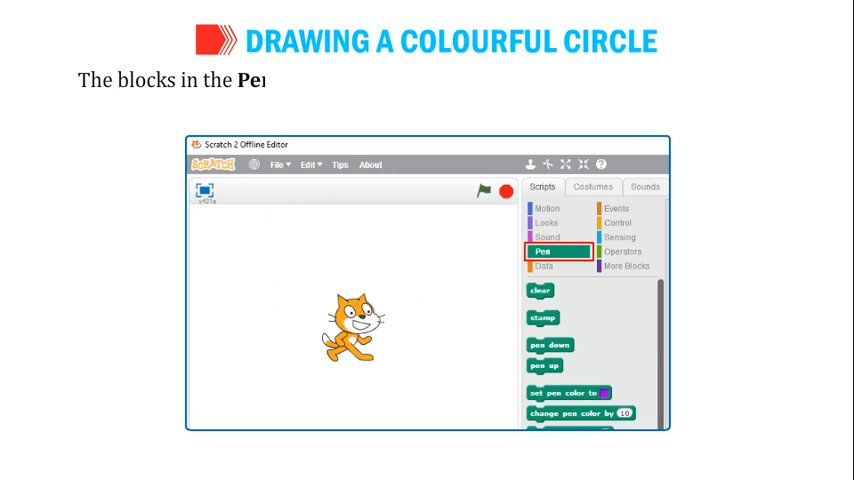 DRAWING A COLOURFUL CIRCLE
The blocks in the Pen
Scratch 2 Offline Editor
SCRATCH File Edit Tips About
v431a
Scripts Costumes Sounds
Motion Events
Looks Control
Sound Sensing
Pen Operators
Data More Blocks
clear
stamp
pen down
pen up
set pen color to
change pen color by 10